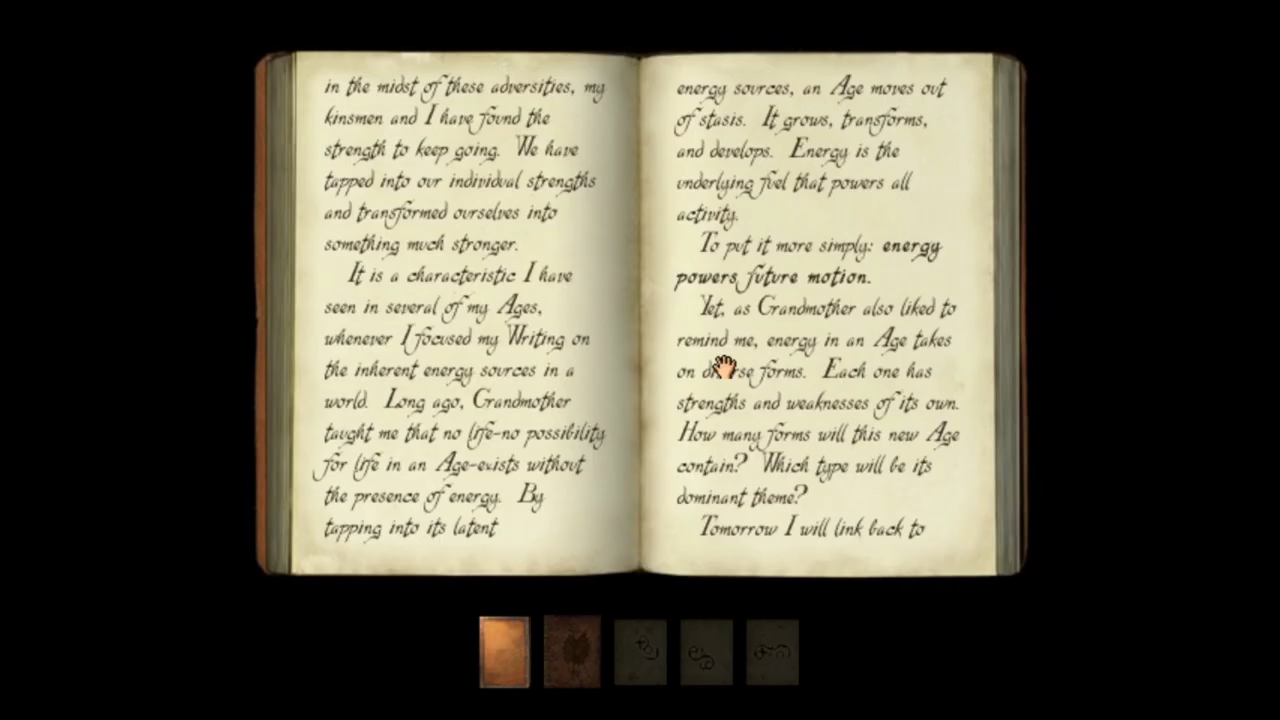 in the midst of these adversities, my
kinsmen and I have found the
strength to keep going. We have
tapped into our individual strengths
and transformed ourselves into
something much stronger.
It is a characteristic I have
seen in several of my Ages,
whenever I focused my Writing on
the inherent energy sources in a
world. Long ago, Grandmother
taught me that no life-no possibility
for life in an Age-exists without
the presence of energy. By
tapping into its latent
energy sources, an Age moves out
of stasis. It grows, transforms,
and develops. Energy is the
underlying fuel that powers all
activity.
To put it more simply: energy
powers future motion.
Yet, as Grandmother also liked to
remind me, energy in an Age takes
on forms. Each one has
strengths and weaknesses of its own.
How many forms will this new Age
contain? Which type will be its
dominant theme?
Tomorrow I will link back to